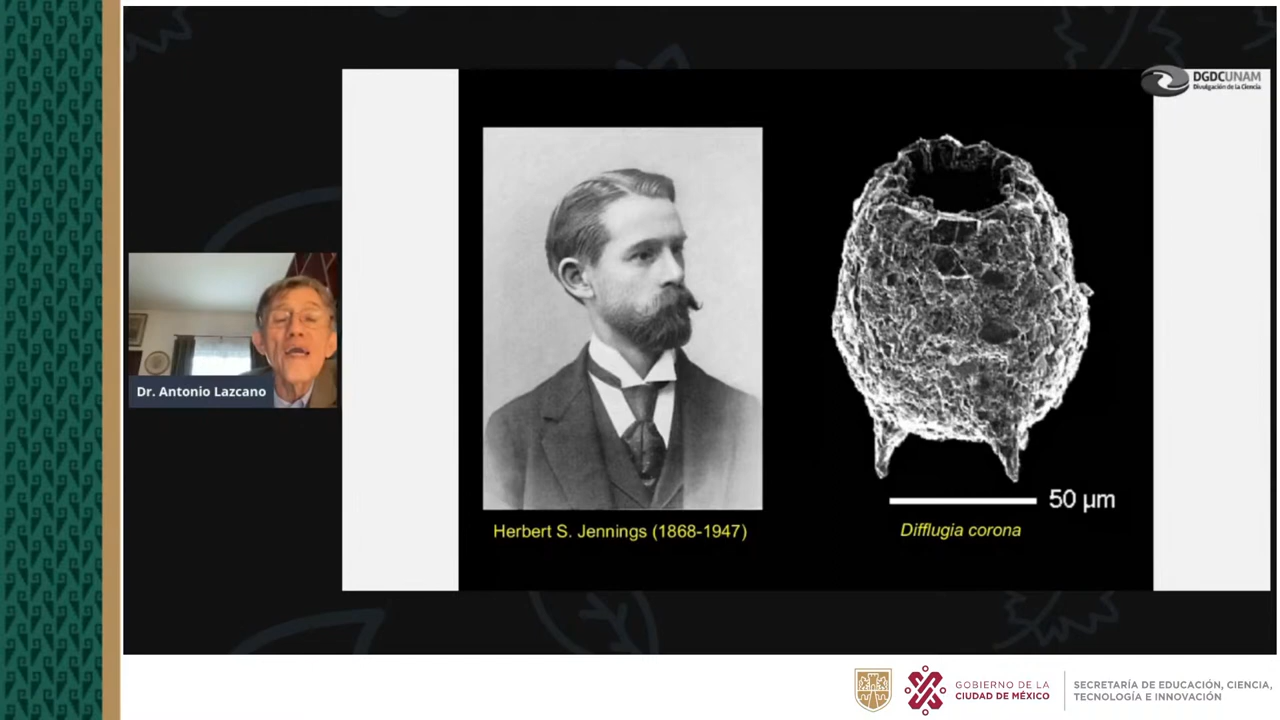 DGDCUNAM
Divulgación de la Ciencia
Dr. Antonio Lazcano
50 µm
Herbert S. Jennings (1868-1947)
Difflugia corona
GOBIERNO DE LA
CIUDAD DE MÉXICO
SECRETARÍA DE EDUCACIÓN, CIENCIA,
TECNOLOGÍA E INNOVACIÓN